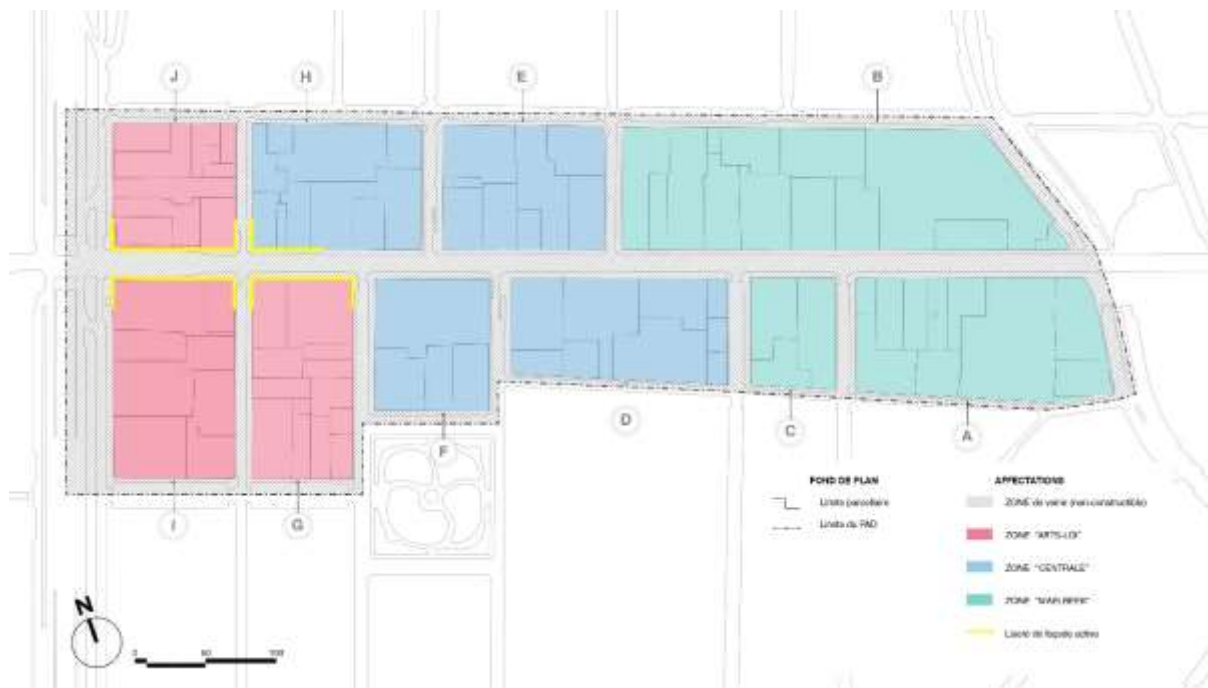 J H E B
I G F D C A
N
0 50 100
FOND DE PLAN
Limite parcellaire
Limite du PAD
AFFECTATIONS
ZONE de voirie (non-constructible)
ZONE "ARTS-LOI"
ZONE "CENTRALE"
ZONE "MAELBEEK"
Liseré de façade active